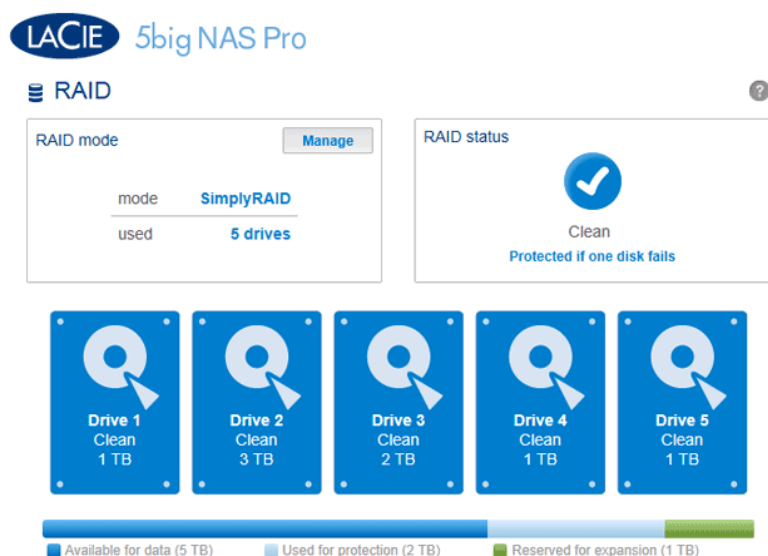 LACIE 5big NAS Pro
RAID
?
RAID mode
Manage
mode SimplyRAID
used 5 drives
RAID status
Clean
Protected if one disk fails
Drive 1
Clean
1 TB
Drive 2
Clean
3 TB
Drive 3
Clean
2 TB
Drive 4
Clean
1 TB
Drive 5
Clean
1 TB
Available for data (5 TB) Used for protection (2 TB) Reserved for expansion (1 TB)